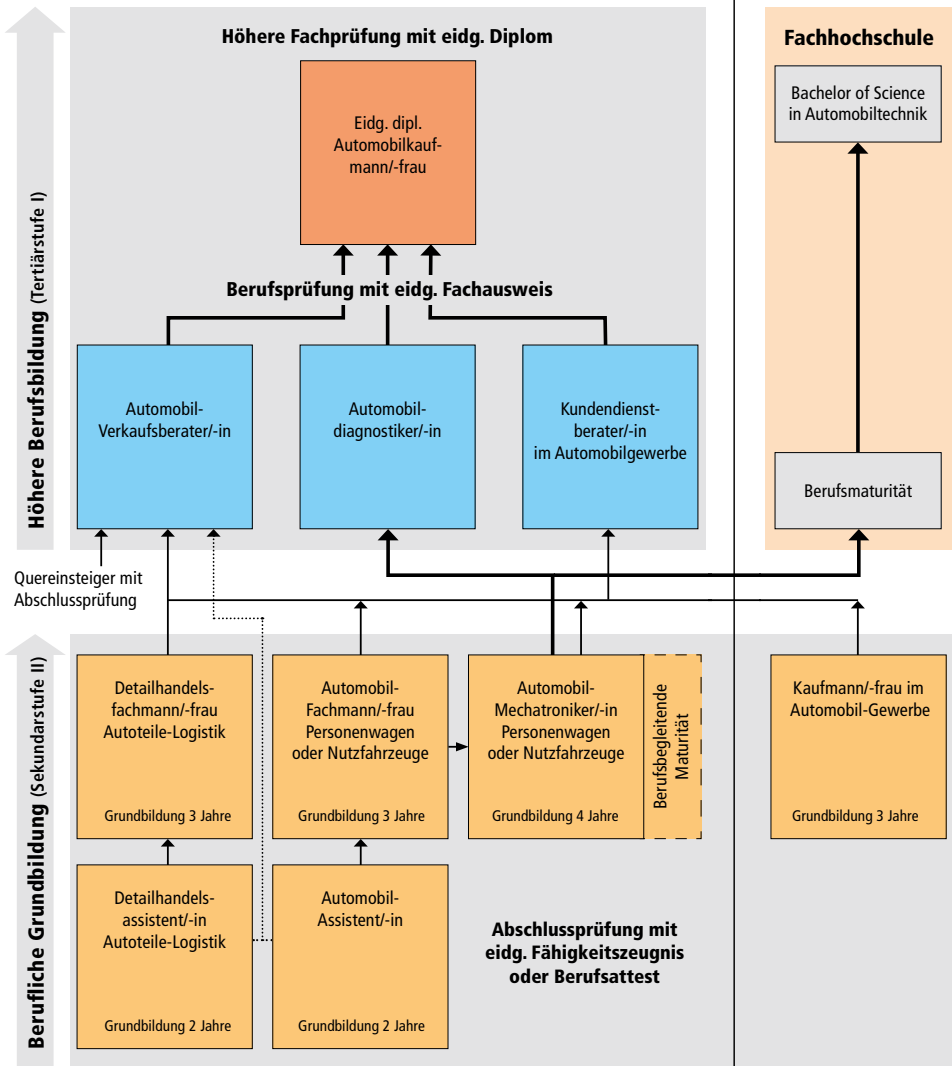 Höhere Berufsbildung (Tertiärstufe I)
Höhere Fachprüfung mit eidg. Diplom
Eidg. dipl.
Automobilkauf-
mann/-frau
Berufsprüfung mit eidg. Fachausweis
Automobil-
Verkaufsberater/-in
Automobil-
diagnostiker/-in
Kundendienst-
berater/-in
im Automobilgewerbe
Fachhochschule
Bachelor of Science
in Automobiltechnik
Berufsmaturität
Quereinsteiger mit
Abschlussprüfung
Berufliche Grundbildung (Sekundarstufe II)
Detailhandels-
fachmann/-frau
Autoteile-Logistik
Grundbildung 3 Jahre
Automobil-
Fachmann/-frau
Personenwagen
oder Nutzfahrzeuge
Grundbildung 3 Jahre
Automobil-
Mechatroniker/-in
Personenwagen
oder Nutzfahrzeuge
Grundbildung 4 Jahre
Berufsbegleitende
Maturität
Kaufmann/-frau im
Automobil-Gewerbe
Grundbildung 3 Jahre
Detailhandels-
assistent/-in
Autoteile-Logistik
Grundbildung 2 Jahre
Automobil-
Assistent/-in
Grundbildung 2 Jahre
Abschlussprüfung mit
eidg. Fähigkeitszeugnis
oder Berufsattest